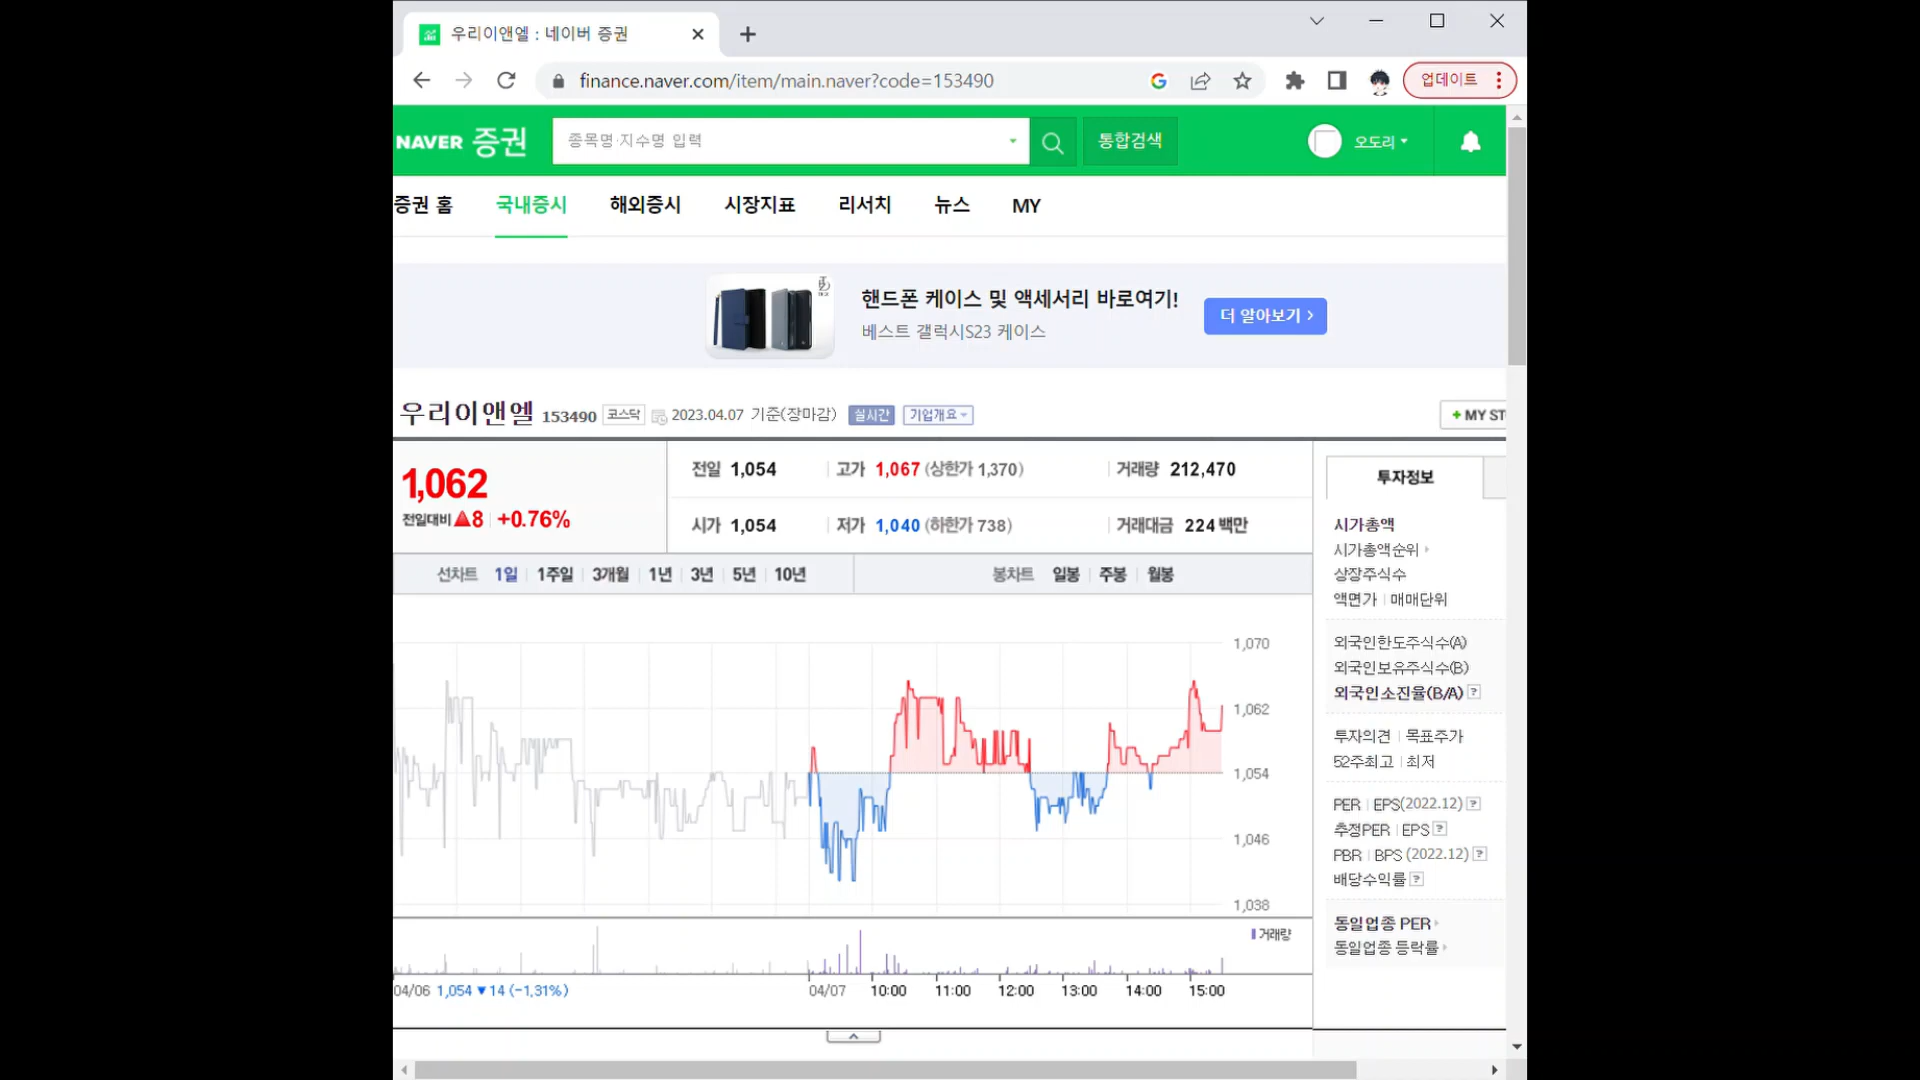 우리이앤엘 : 네이버 증권
finance.naver.com/item/main.naver?code=153490
업데이트
NAVER 증권
종목명·지수명 입력
통합검색
오도리
증권 홈 국내증시 해외증시 시장지표 리서치 뉴스 MY
핸드폰 케이스 및 액세서리 바로여기!
베스트 갤럭시S23 케이스
더 알아보기 >
우리이앤엘 153490 코스닥 2023.04.07 기준(장마감) 실시간 기업개요
+ MY ST
1,062
전일대비 ▲8 +0.76%
전일 1,054 고가 1,067 (상한가 1,370) 거래량 212,470
시가 1,054 저가 1,040 (하한가 738) 거래대금 224 백만
선차트 1일 1주일 3개월 1년 3년 5년 10년 봉차트 일봉 주봉 월봉
1,070
1,062
1,054
1,046
1,038
거래량
04/06 1,054 ▼14 (-1,31%) 04/07 10:00 11:00 12:00 13:00 14:00 15:00
투자정보
시가총액
시가총액순위
상장주식수
액면가 매매단위
외국인한도주식수(A)
외국인보유주식수(B)
외국인소진율(B/A) ?
투자의견 목표주가
52주최고 최저
PER EPS(2022.12) ?
추정PER EPS ?
PBR BPS (2022.12) ?
배당수익률 ?
동일업종 PER
동일업종 등락률